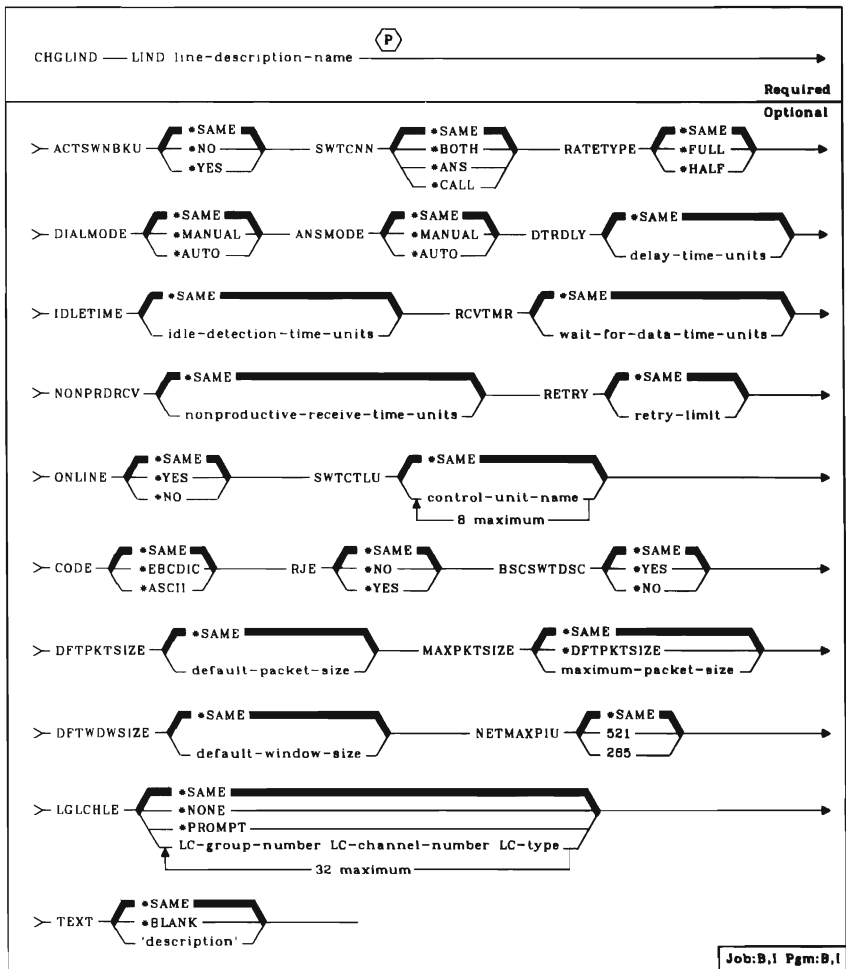 P
CHGLIND LIND line-description-name
Required
Optional
*SAME *SAME *SAME
ACTSWNBKU *NO SWTCNN *BOTH RATETYPE *FULL
*YES *ANS *HALF
*CALL
*SAME *SAME *SAME
DIALMODE *MANUAL ANSMODE *MANUAL DTRDLY
*AUTO *AUTO delay-time-units
*SAME *SAME
IDLETIME RCVTMR
idle-detection-time-units wait-for-data-time-units
*SAME *SAME
NONPRDRCV RETRY
nonproductive-receive-time-units retry-limit
*SAME *SAME
ONLINE *YES SWTCTLU
*NO control-unit-name
8 maximum
*SAME *SAME *SAME
CODE *EBCDIC RJE *NO BSCSWTDSC *YES
*ASCII *YES *NO
*SAME *SAME
DFTPKTSIZE MAXPKTSIZE *DFTPKTSIZE
default-packet-size maximum-packet-size
*SAME *SAME
DFTWDWSIZE NETMAXPIU 521
default-window-size 265
*SAME
LGLCHLE *NONE
*PROMPT
LC-group-number LC-channel-number LC-type
32 maximum
*SAME
TEXT *BLANK
'description'
Job:B,I Pgm:B,I